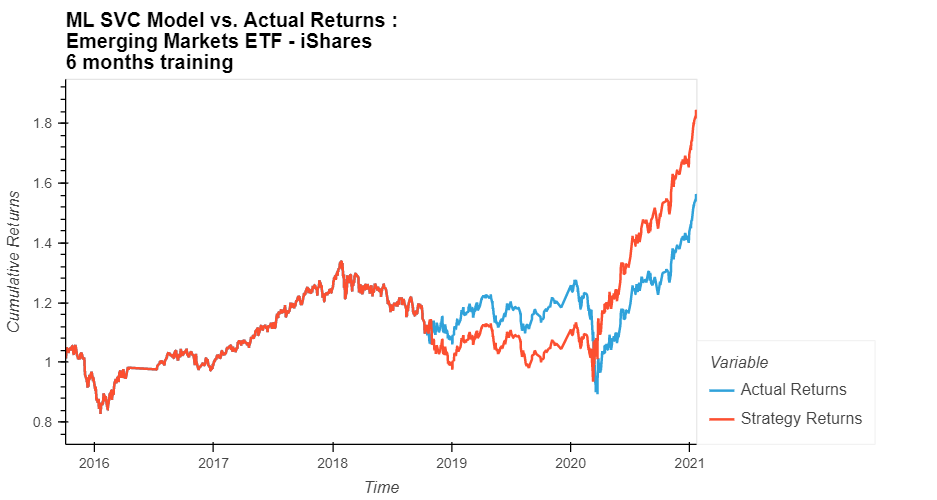 ML SVC Model vs. Actual Returns :
Emerging Markets ETF - iShares
6 months training
Cumulative Returns
1.8
1.6
1.4
1.2
1
0.8
2016 2017 2018 2019 2020 2021
Time
Variable
Actual Returns
Strategy Returns